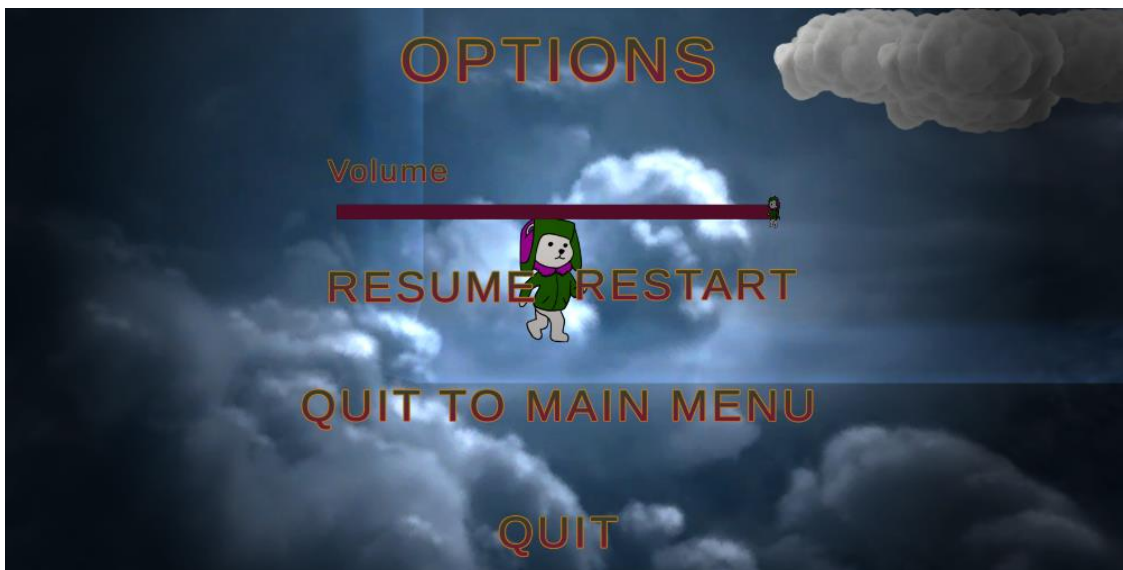 OPTIONS
Volume
RESUME RESTART
QUIT TO MAIN MENU
QUIT